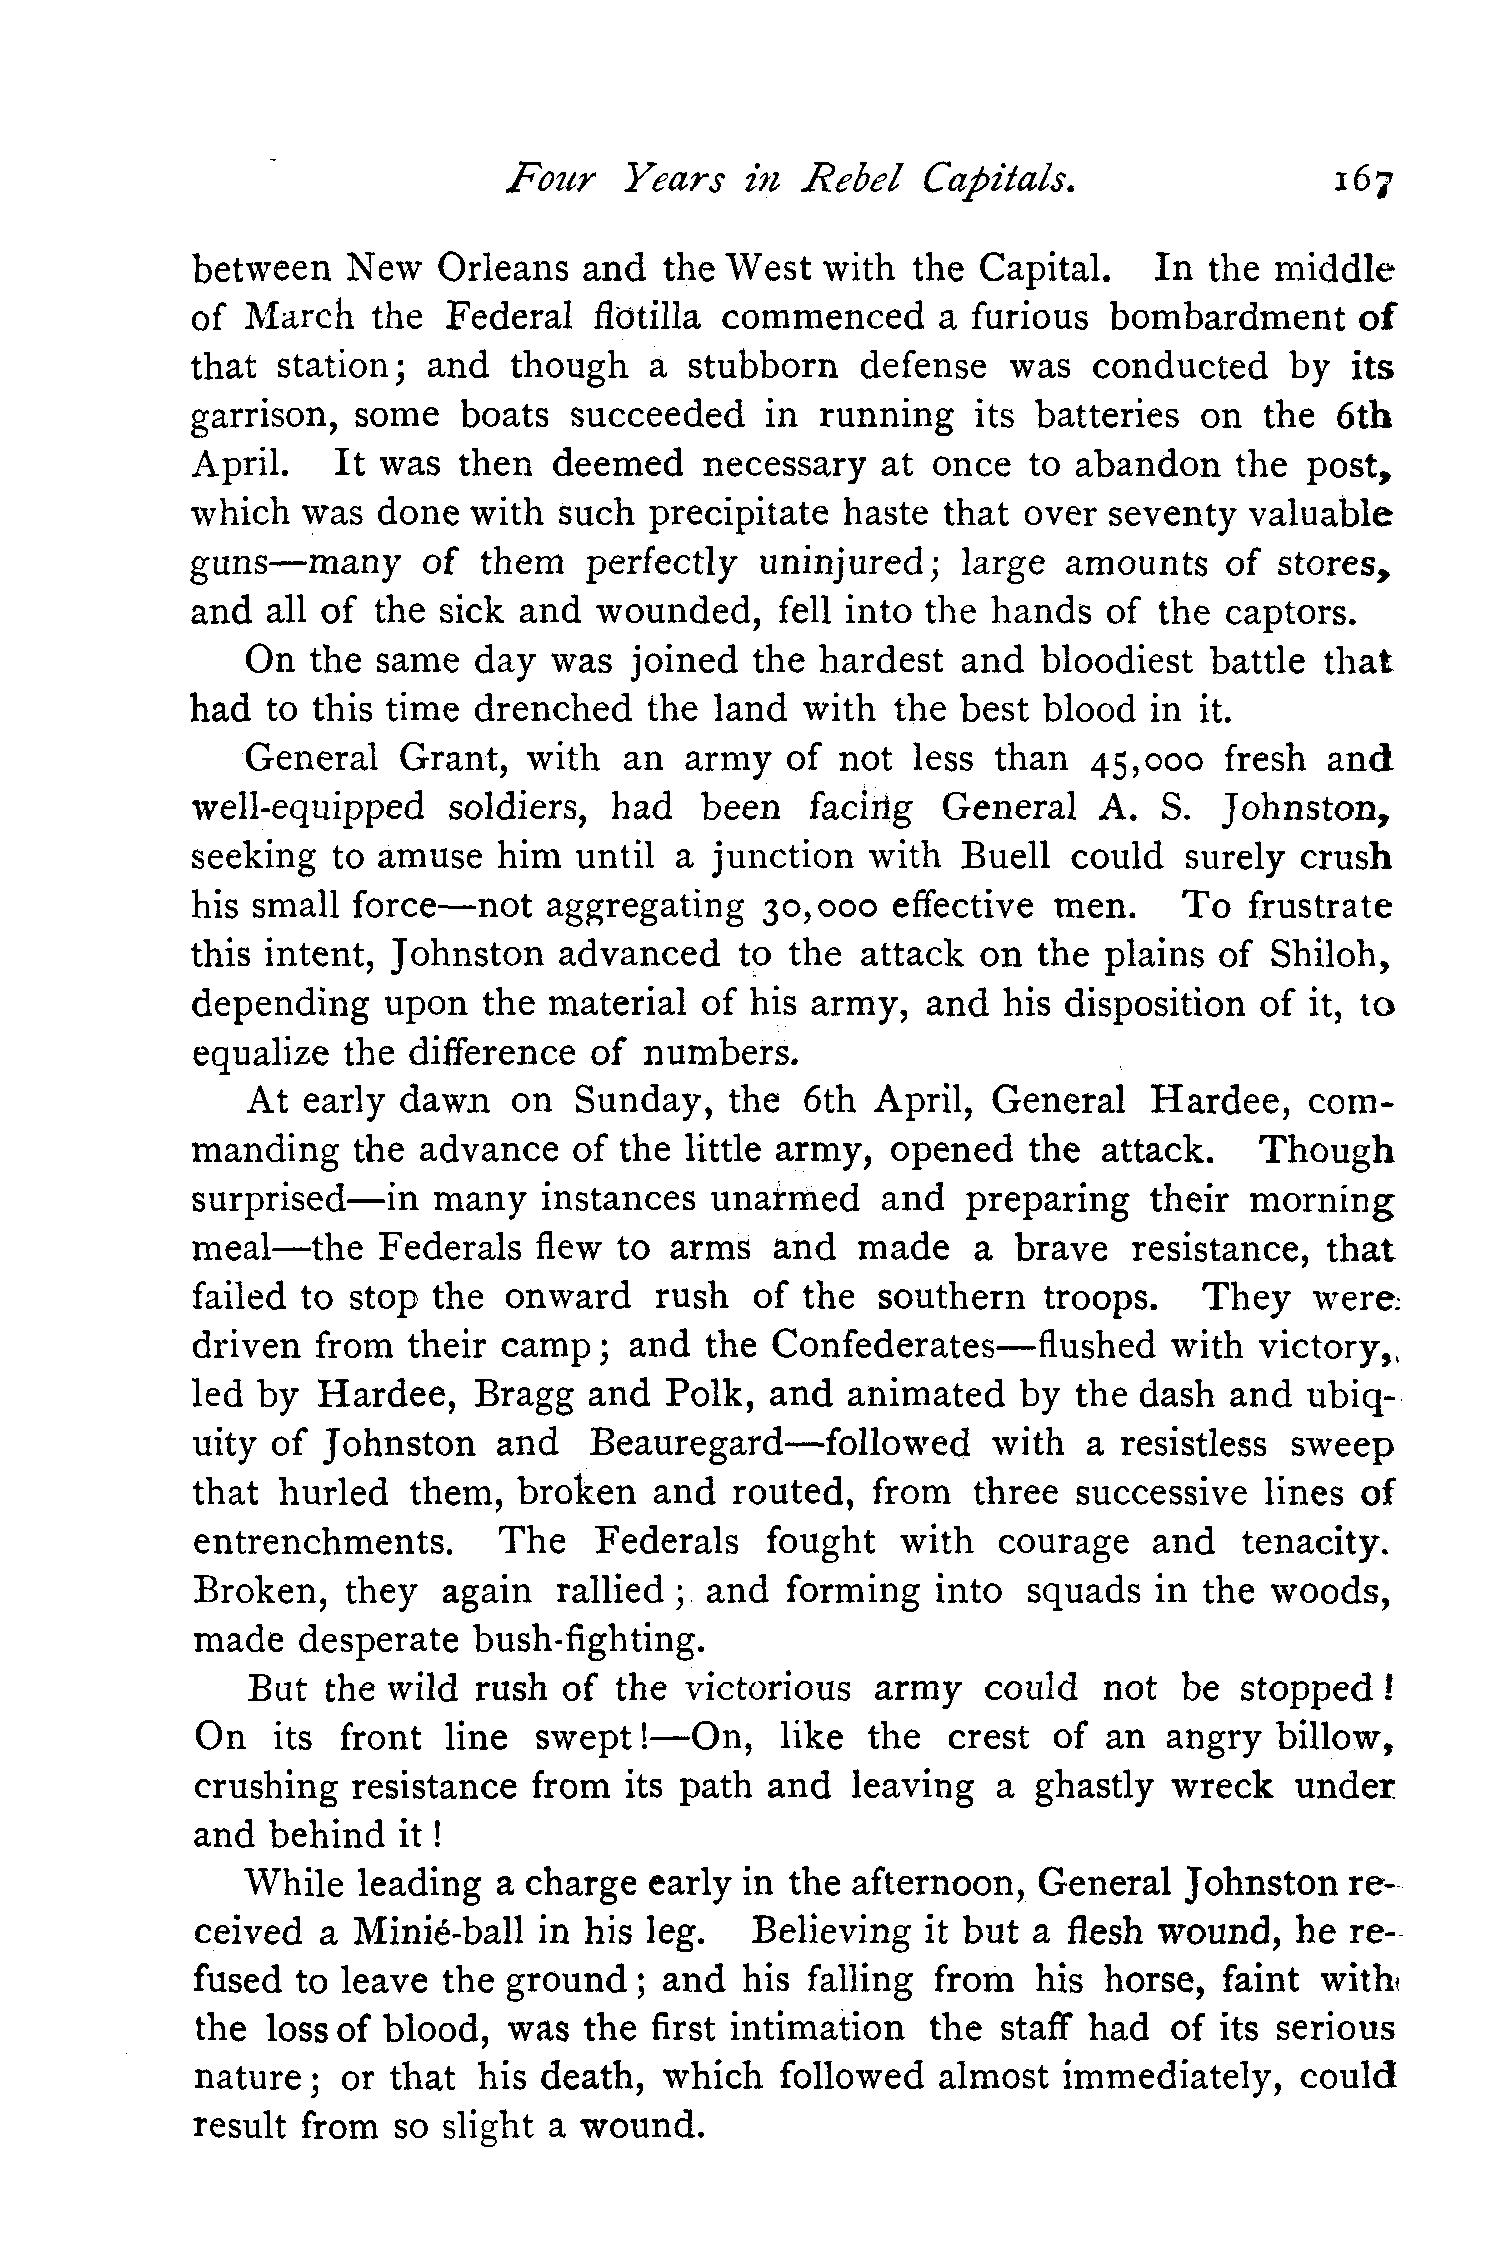 Four Years in Rebel Capitals. 167
between New Orleans and the West with the Capital. In the middle
of March the Federal flotilla commenced a furious bombardment of
that station; and though a stubborn defense was conducted by its
garrison, some boats succeeded in running its batteries on the 6th
April. It was then deemed necessary at once to abandon the post,
which was done with such precipitate haste that over seventy valuable
guns—many of them perfectly uninjured; large amounts of stores,
and all of the sick and wounded, fell into the hands of the captors.
On the same day was joined the hardest and bloodiest battle that
had to this time drenched the land with the best blood in it.
General Grant, with an army of not less than 45,000 fresh and
well-equipped soldiers, had been facing General A. S. Johnston,
seeking to amuse him until a junction with Buell could surely crush
his small force—not aggregating 30,000 effective men. To frustrate
this intent, Johnston advanced to the attack on the plains of Shiloh,
depending upon the material of his army, and his disposition of it, to
equalize the difference of numbers.
At early dawn on Sunday, the 6th April, General Hardee, com-
manding the advance of the little army, opened the attack. Though
surprised—in many instances unarmed and preparing their morning
meal—the Federals flew to arms and made a brave resistance, that
failed to stop the onward rush of the southern troops. They were
driven from their camp; and the Confederates—flushed with victory,
led by Hardee, Bragg and Polk, and animated by the dash and ubiq-
uity of Johnston and Beauregard—followed with a resistless sweep
that hurled them, broken and routed, from three successive lines of
entrenchments. The Federals fought with courage and tenacity.
Broken, they again rallied; and forming into squads in the woods,
made desperate bush-fighting.
But the wild rush of the victorious army could not be stopped!
On its front line swept!—On, like the crest of an angry billow,
crushing resistance from its path and leaving a ghastly wreck under
and behind it!
While leading a charge early in the afternoon, General Johnston re-
ceived a Minié-ball in his leg. Believing it but a flesh wound, he re-
fused to leave the ground; and his falling from his horse, faint with
the loss of blood, was the first intimation the staff had of its serious
nature; or that his death, which followed almost immediately, could
result from so slight a wound.